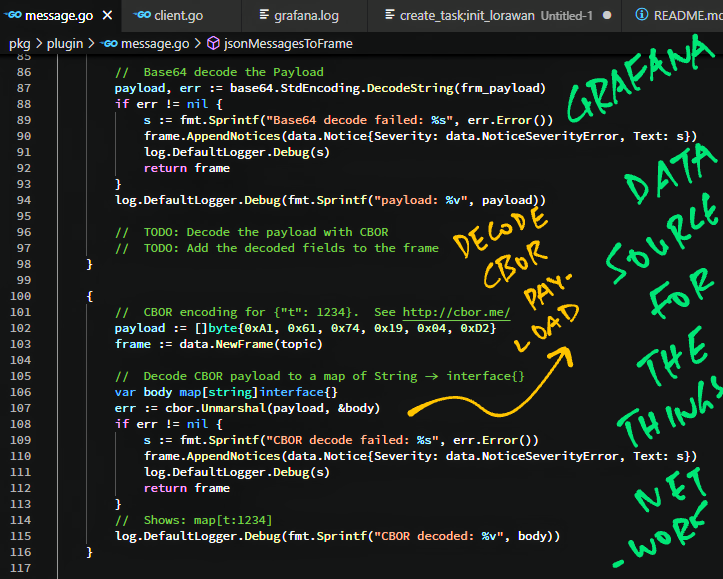 message.go
client.go
grafana.log
create_task;init_lorawan Untitled-1
README.md
pkg > plugin > message.go > jsonMessagesToFrame
85
86 // Base64 decode the Payload
87 payload, err := base64.StdEncoding.DecodeString(frm_payload)
88 if err != nil {
89 s := fmt.Sprintf("Base64 decode failed: %s", err.Error())
90 frame.AppendNotices(data.Notice{Severity: data.NoticeSeverityError, Text: s})
91 log.DefaultLogger.Debug(s)
92 return frame
93 }
94 log.DefaultLogger.Debug(fmt.Sprintf("payload: %v", payload))
95
96 // TODO: Decode the payload with CBOR
97 // TODO: Add the decoded fields to the frame
98 }
99
100 {
101 // CBOR encoding for {"t": 1234}. See http://cbor.me/
102 payload := []byte{0xA1, 0x61, 0x74, 0x19, 0x04, 0xD2}
103 frame := data.NewFrame(topic)
104
105 // Decode CBOR payload to a map of String → interface{}
106 var body map[string]interface{}
107 err := cbor.Unmarshal(payload, &body)
108 if err != nil {
109 s := fmt.Sprintf("CBOR decode failed: %s", err.Error())
110 frame.AppendNotices(data.Notice{Severity: data.NoticeSeverityError, Text: s})
111 log.DefaultLogger.Debug(s)
112 return frame
113 }
114 // Shows: map[t:1234]
115 log.DefaultLogger.Debug(fmt.Sprintf("CBOR decoded: %v", body))
116 }
117
DECODE
CBOR
PAY-
LOAD
GRAFANA
DATA
SOURCE
FOR
THE
THINGS
NET
-WORK